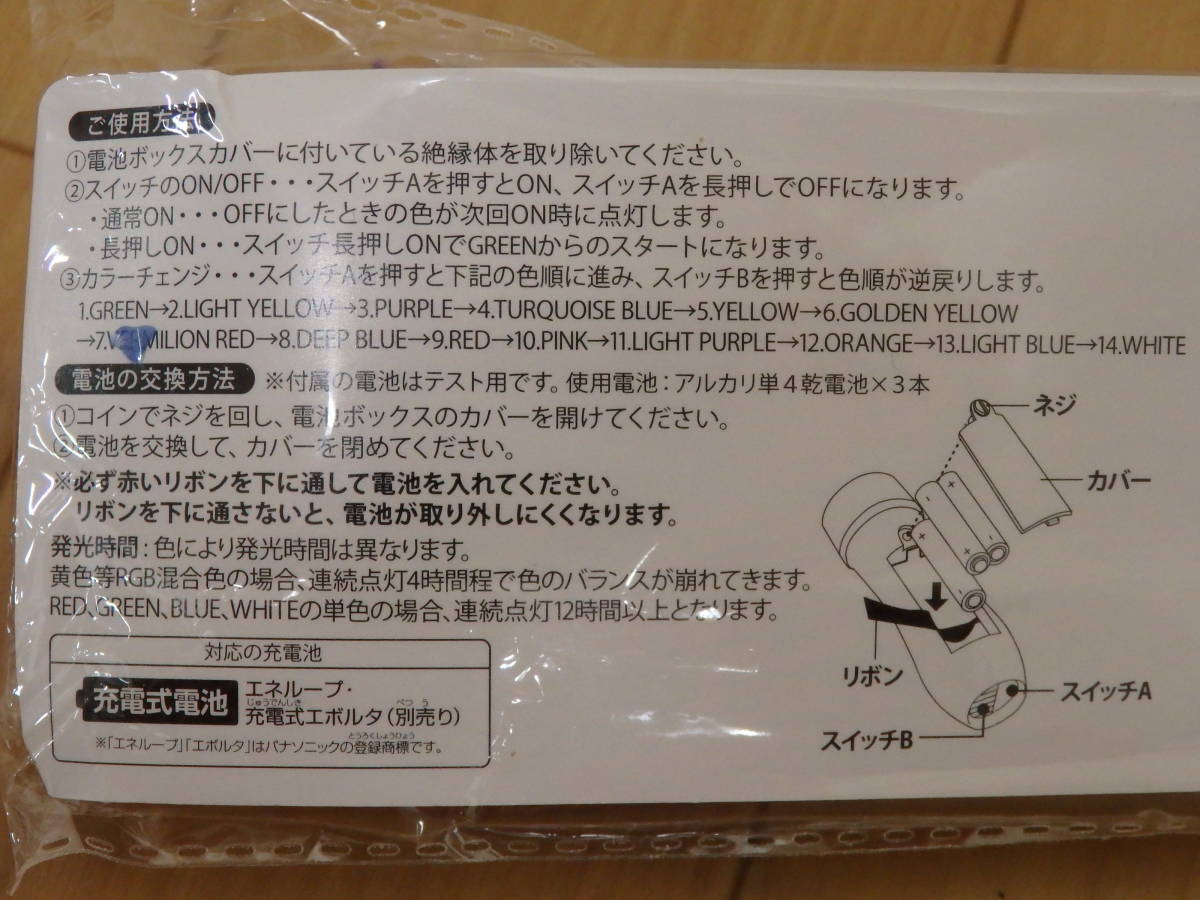 ご使用方法
①電池ボックスカバーに付いている絶縁体を取り除いてください。
②スイッチのON/OFF・・・スイッチAを押すとON、スイッチAを長押しでOFFになります。
・通常ON・・・OFFにしたときの色が次回ON時に点灯します。
・長押しON・・・スイッチ長押しONでGREENからのスタートになります。
③カラーチェンジ・・・スイッチAを押すと下記の色順に進み、スイッチBを押すと色順が逆戻りします。
1.GREEN→2.LIGHT YELLOW→3.PURPLE→4.TURQUOISE BLUE→5.YELLOW→6.GOLDEN YELLOW
→7. RED→8.DEEP BLUE→9.RED→10.PINK→11.LIGHT PURPLE→12.ORANGE→13.LIGHT BLUE→14.WHITE
電池の交換方法 ※付属の電池はテスト用です。使用電池：アルカリ単4乾電池×3本
①コインでネジを回し、電池ボックスのカバーを開けてください。
②電池を交換して、カバーを閉めてください。
※必ず赤いリボンを下に通して電池を入れてください。
リボンを下に通さないと、電池が取り外しにくくなります。
発光時間：色により発光時間は異なります。
黄色等RGB混合色の場合、連続点灯4時間程で色のバランスが崩れてきます。
RED、GREEN、BLUE、WHITEの単色の場合、連続点灯12時間以上となります。
対応の充電池
充電式電池
エネループ・
じゅうでんしき べつ う
充電式エボルタ(別売り)
とうろくしょうひょう
※「エネループ」「エボルタ」はパナソニックの登録商標です。
ネジ
カバー
リボン
スイッチA
スイッチB